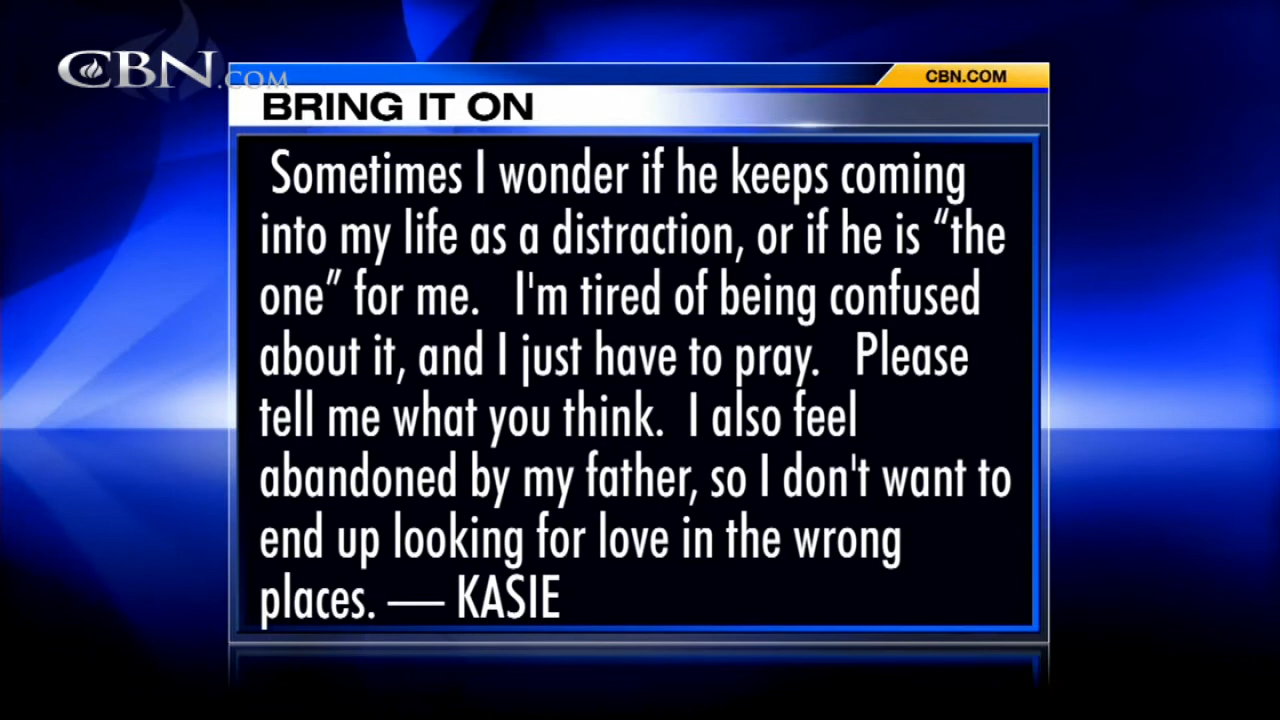 CBN.COM
CBN.COM
BRING IT ON
Sometimes I wonder if he keeps coming
into my life as a distraction, or if he is “the
one” for me.   I'm tired of being confused
about it, and I just have to pray.   Please
tell me what you think.  I also feel
abandoned by my father, so I don't want to
end up looking for love in the wrong
places. — KASIE